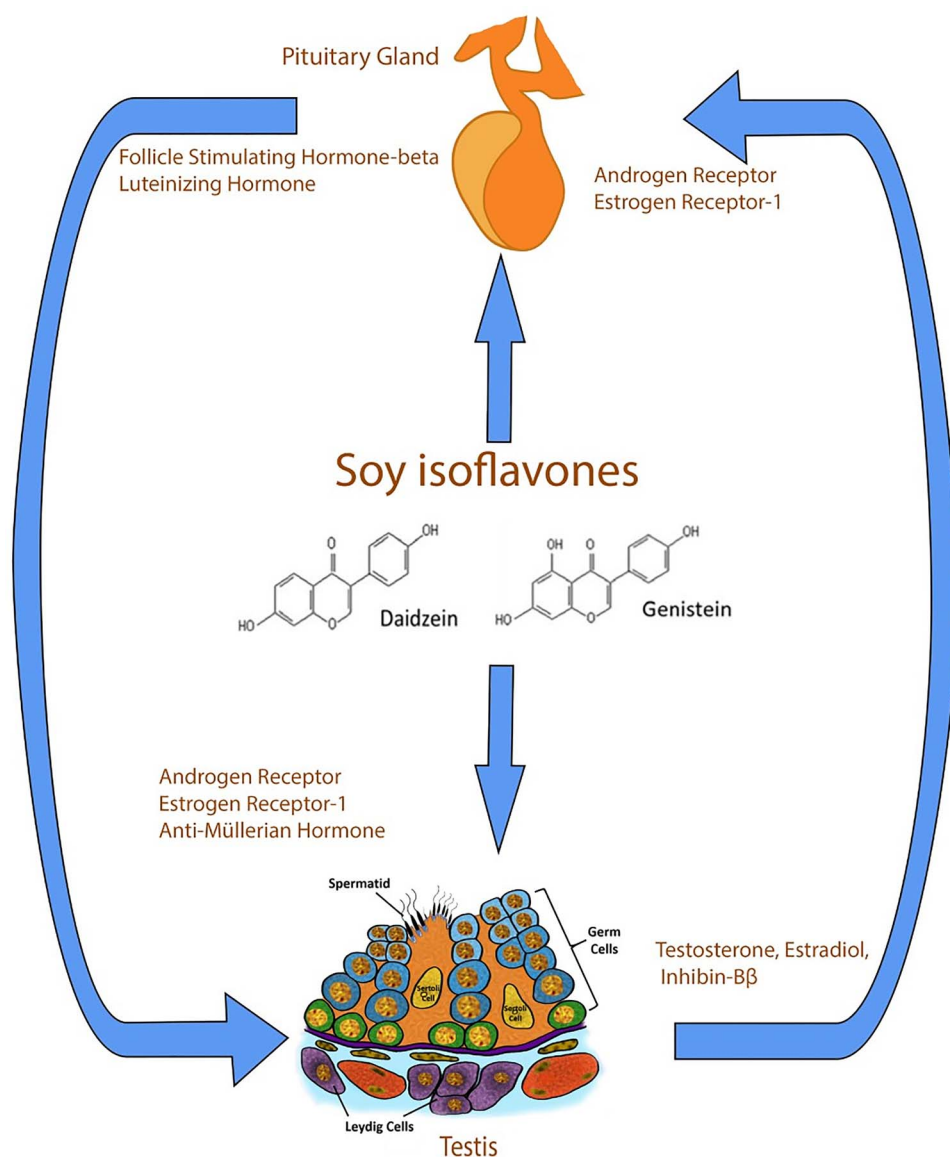 Pituitary Gland
Follicle Stimulating Hormone-beta
Luteinizing Hormone
Androgen Receptor
Estrogen Receptor-1
Soy isoflavones
O
OH
HO
O
Daidzein
OH
O
OH
HO
O
Genistein
Androgen Receptor
Estrogen Receptor-1
Anti-Müllerian Hormone
Spermatid
Germ
Cells
Sertoli
Cell
Sertoli
Cell
Leydig Cells
Testis
Testosterone, Estradiol,
Inhibin-Bβ